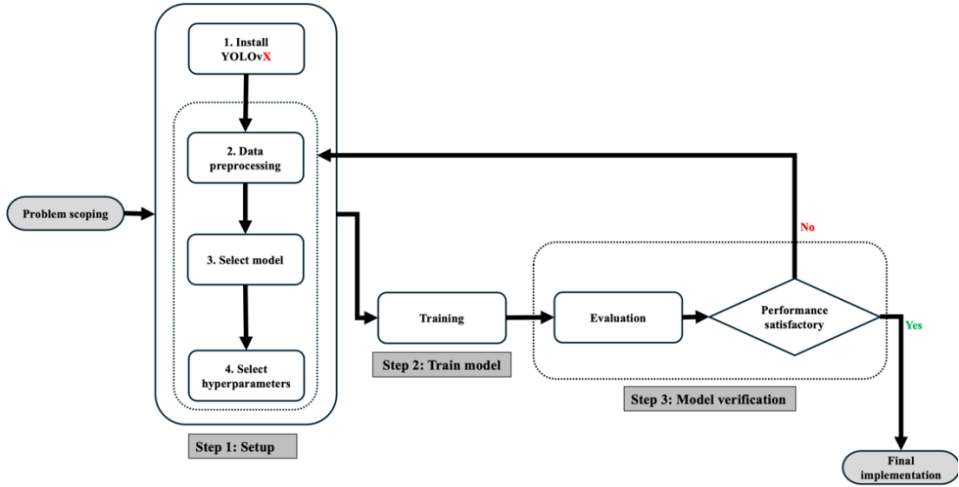 1. Install
YOLOvX
2. Data
preprocessing
Problem scoping
3. Select model
4. Select
hyperparameters
Step 1: Setup
Training
Step 2: Train model
Evaluation
Performance
satisfactory
No
Yes
Step 3: Model verification
Final
implementation